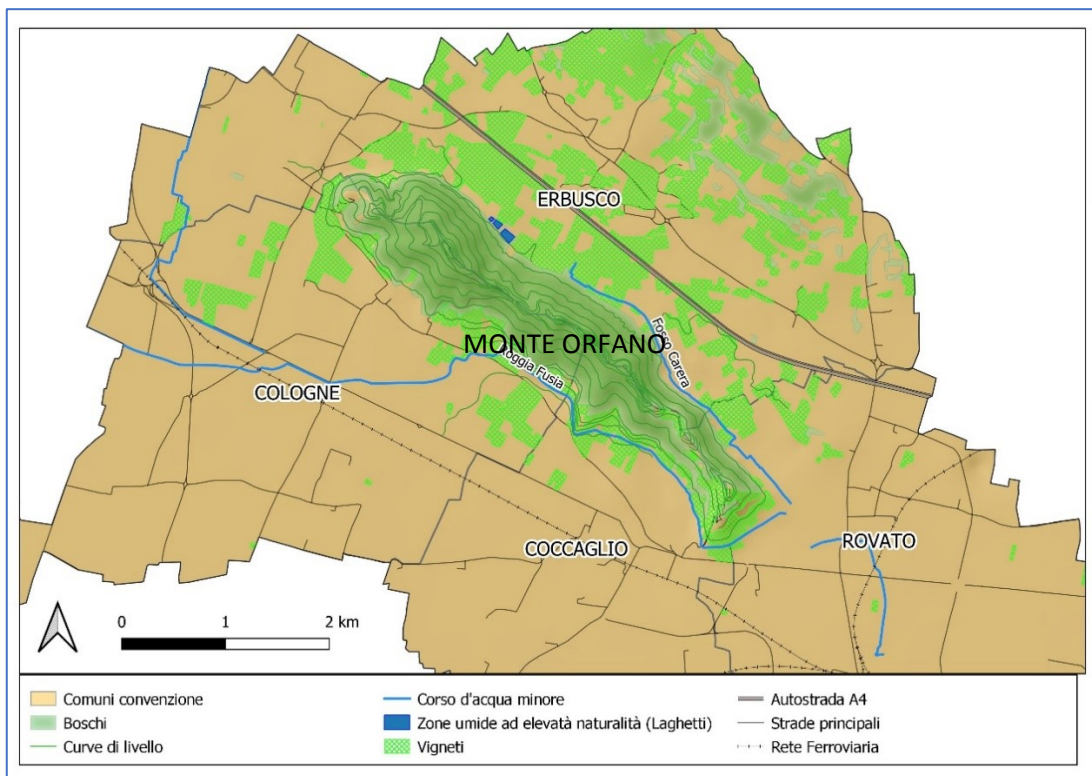 ERBUSCO
MONTE ORFANO
Fosso Carera
Roggia Fusia
COLOGNE
COCCAGLIO
ROVATO
0 1 2 km
Comuni convenzione
Boschi
Curve di livello
Corso d'acqua minore
Zone umide ad elevatà naturalità (Laghetti)
Vigneti
Autostrada A4
Strade principali
Rete Ferroviaria